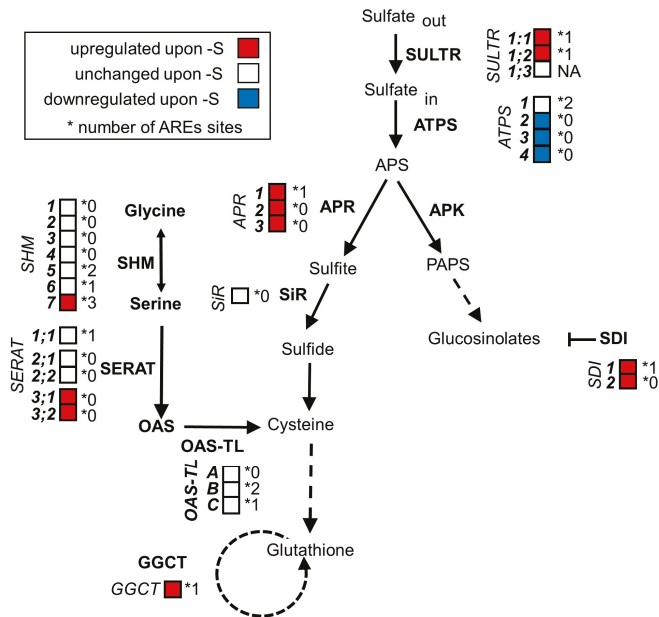 upregulated upon -S
unchanged upon -S
downregulated upon -S
* number of AREs sites
Sulfate out
SULTR
Sulfate in
ATPS
APS
SULTR
1:1 *1
1;2 *1
1;3 NA
ATPS
1 *2
2 *0
3 *0
4 *0
APR
1 *1
2 *0
3 *0
APR
APK
Sulfite
PAPS
SiR *0
SiR
Sulfide
Glucosinolates
SDI
SDI
1 *1
2 *0
SHM
1 *0
2 *0
3 *0
4 *0
5 *2
6 *1
7 *3
Glycine
SHM
Serine
SERAT
1;1 *1
2;1 *0
2;2 *0
3;1 *0
3;2 *0
SERAT
OAS
OAS-TL
Cysteine
OAS-TL
A *0
B *2
C *1
Glutathione
GGCT
GGCT *1